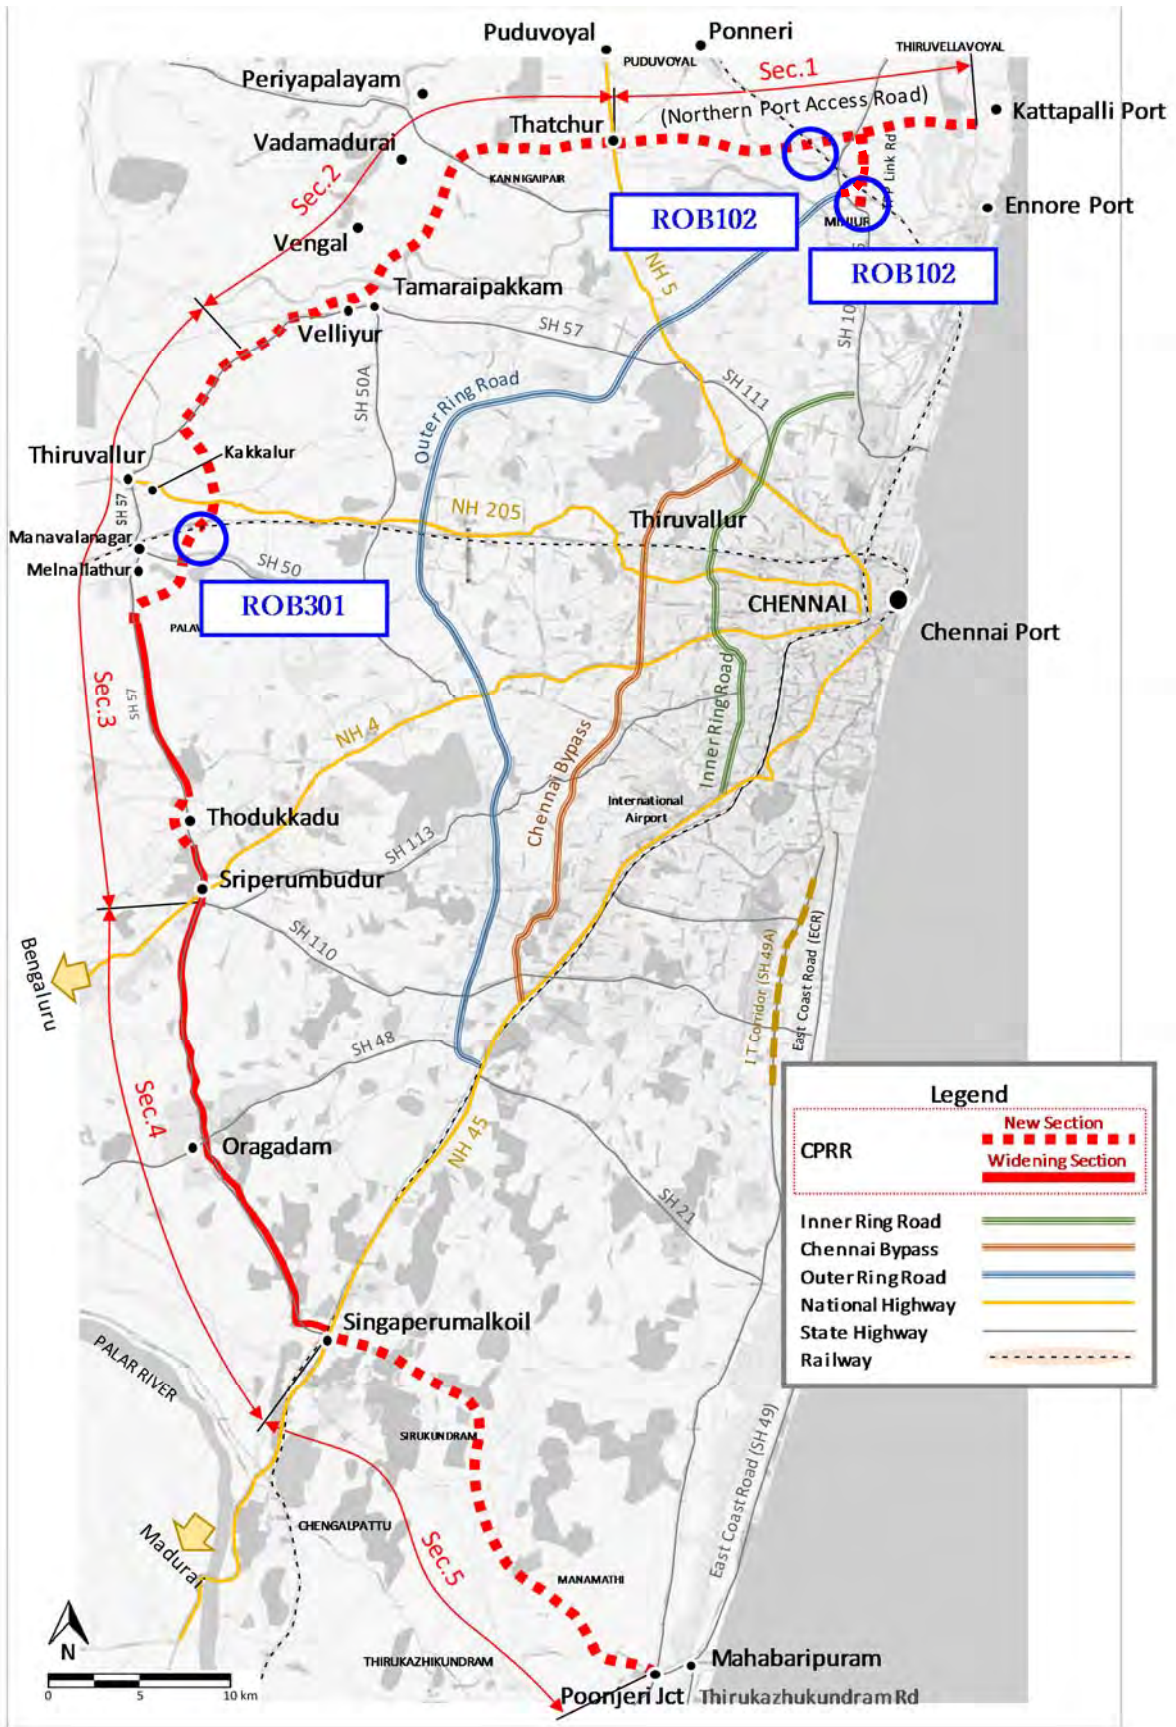 Puduvoyal
Ponneri
PUDUVOYAL
THIRUVELLAVOYAL
Sec.1
Periyapalayam
(Northern Port Access Road)
Kattapalli Port
Thatchur
Vadamadurai
KANNIGAIPAIR
TPP Link Rd
Sec.2
ROB102
Ennore Port
Vengal
ROB102
NH 5
Tamaraipakkam
Velliyur
SH 57
SH 10
SH 50A
SH 111
Outer Ring Road
Thiruvallur
Kakkalur
SH 57
NH 205
Thiruvallur
Manavalanagar
Melnallathur
SH 50
ROB301
CHENNAI
Chennai Port
Sec.3
SH 57
NH 4
Inner Ring Road
Chennai Bypass
International
Airport
Thodukkadu
SH 113
Sriperumbudur
SH 110
Bengaluru
I T Corridor (SH 49A)
East Coast Road (ECR)
SH 48
Sec.4
Oragadam
NH 45
SH 21
Legend
CPRR
New Section
Widening Section
Inner Ring Road
Chennai Bypass
Outer Ring Road
National Highway
State Highway
Railway
Singaperumalkoil
PALAR RIVER
SIRUKUNDRAM
East Coast Road (SH 49)
CHENGALPATTU
Madurai
Sec.5
MANAMATHI
N
THIRUKAZHIKUNDRAM
Mahabaripuram
0 5 10 km
Poonjeri Jct
Thirukazhukundram Rd